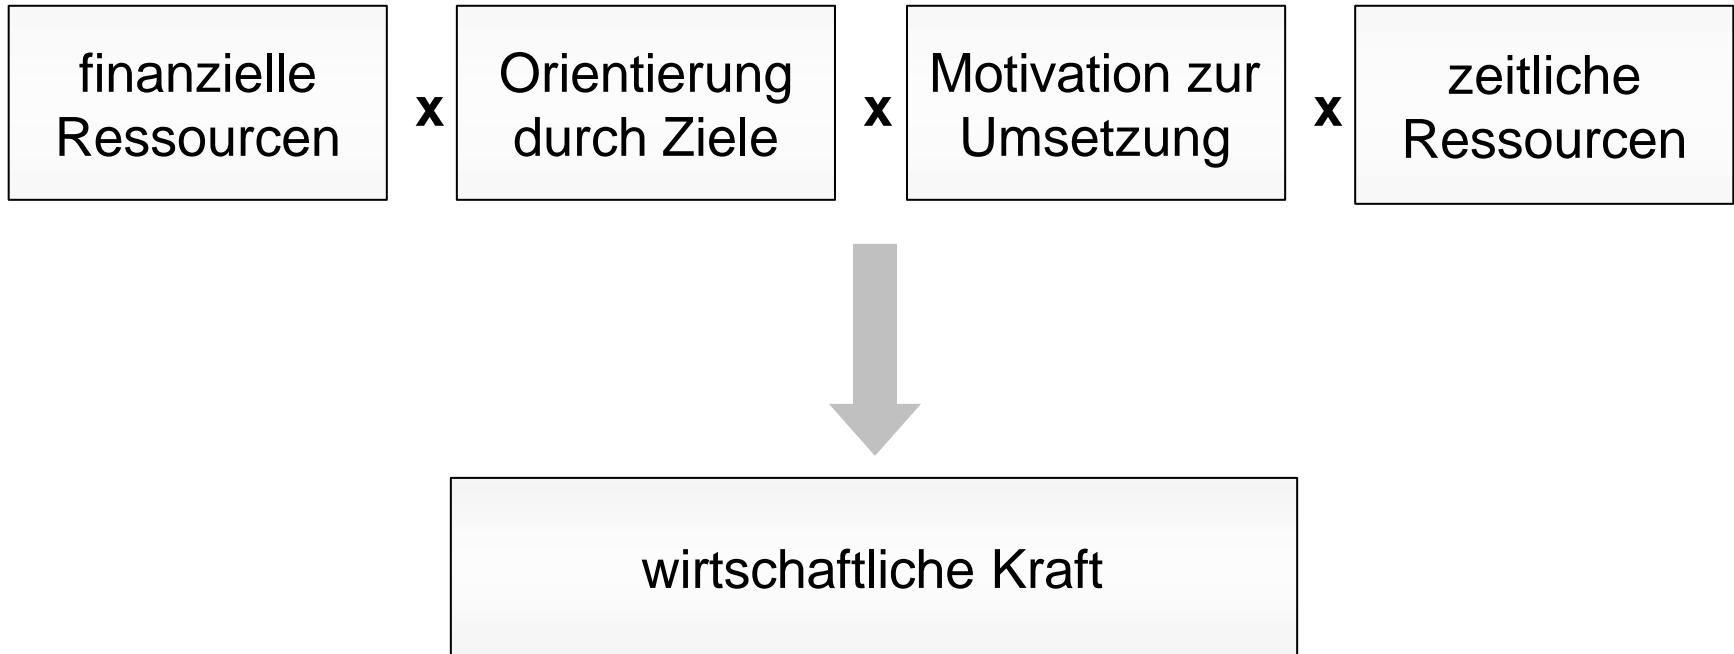 finanzielle
Ressourcen
x
Orientierung
durch Ziele
x
Motivation zur
Umsetzung
x
zeitliche
Ressourcen
wirtschaftliche Kraft